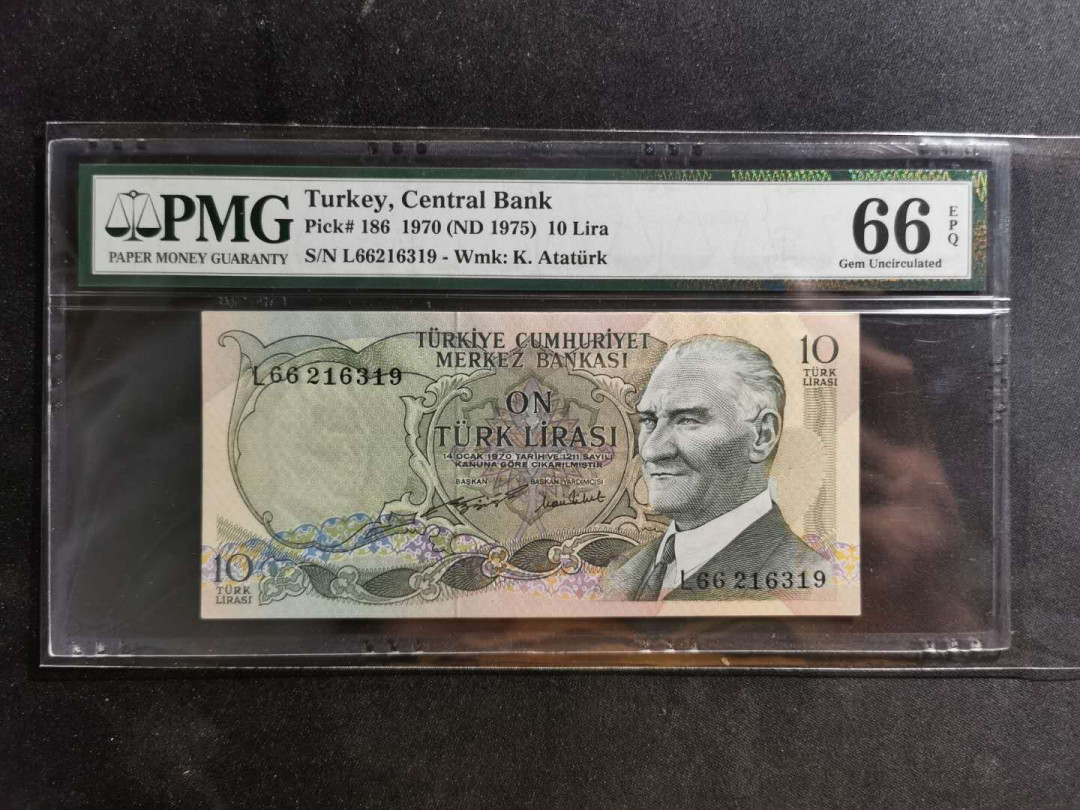 PMG
PAPER MONEY GUARANTY
Turkey, Central Bank
Pick# 186 1970 (ND 1975) 10 Lira
S/N L66216319 - Wmk: K. Atatürk
66
EPQ
Gem Uncirculated
TÜRKİYE CUMHURİYET
MERKEZ BANKASI
L66 216319
10
TÜRK
LİRASI
ON
TÜRK LİRASI
14 OCAK 1970 TARİH VE 1211 SAYILI
KANUNA GÖRE ÇIKARILMIŞTIR
BAŞKAN BAŞKAN YARDIMCISI
10
TÜRK
LİRASI
L66 216319